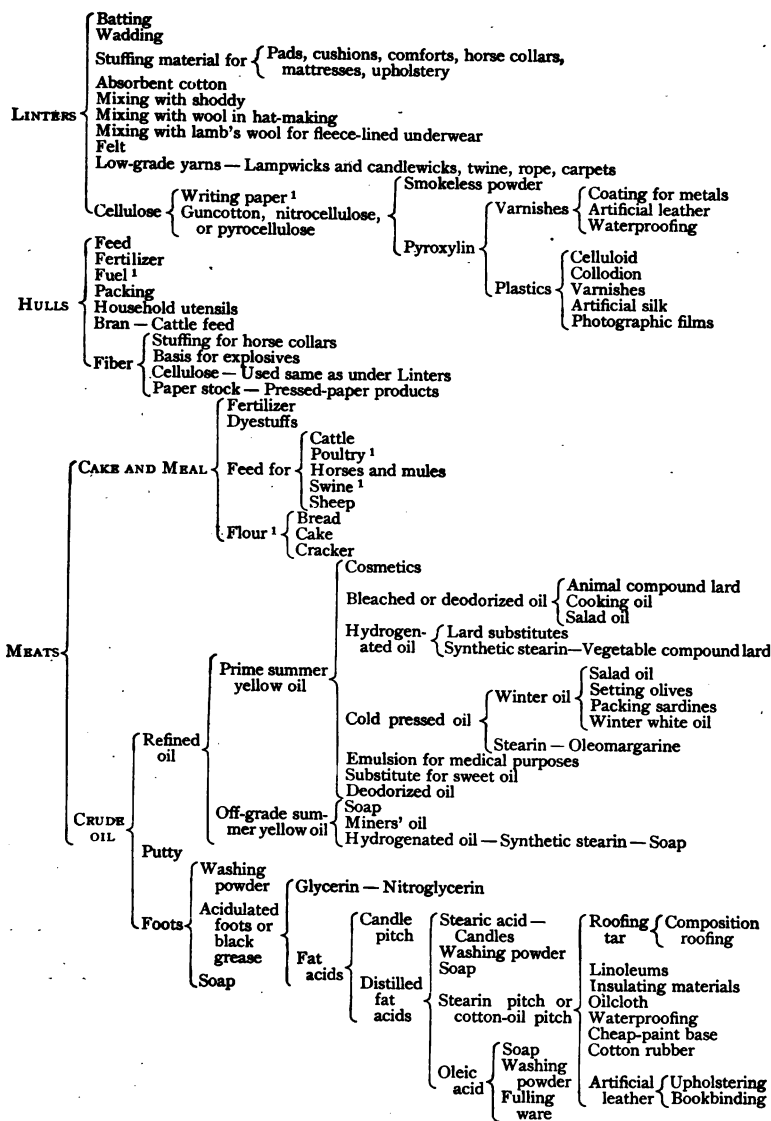 LINTERS
Batting
Wadding
Stuffing material for
Pads, cushions, comforts, horse collars,
mattresses, upholstery
Absorbent cotton
Mixing with shoddy
Mixing with wool in hat-making
Mixing with lamb's wool for fleece-lined underwear
Felt
Low-grade yarns — Lampwicks and candlewicks, twine, rope, carpets
Cellulose
Writing paper ¹
Guncotton, nitrocellulose,
or pyrocellulose
Smokeless powder
Pyroxylin
Varnishes
Coating for metals
Artificial leather
Waterproofing
Plastics
Celluloid
Collodion
Varnishes
Artificial silk
Photographic films
HULLS
Feed
Fertilizer
Fuel ¹
Packing
Household utensils
Bran — Cattle feed
Fiber
Stuffing for horse collars
Basis for explosives
Cellulose — Used same as under Linters
Paper stock — Pressed-paper products
MEATS
CAKE AND MEAL
Fertilizer
Dyestuffs
Feed for
Cattle
Poultry ¹
Horses and mules
Swine ¹
Sheep
Flour ¹
Bread
Cake
Cracker
CRUDE
OIL
Refined
oil
Prime summer
yellow oil
Cosmetics
Bleached or deodorized oil
Animal compound lard
Cooking oil
Salad oil
Hydrogen-
ated oil
Lard substitutes
Synthetic stearin—Vegetable compound lard
Cold pressed oil
Winter oil
Salad oil
Setting olives
Packing sardines
Winter white oil
Stearin — Oleomargarine
Emulsion for medical purposes
Substitute for sweet oil
Deodorized oil
Off-grade sum-
mer yellow oil
Soap
Miners' oil
Hydrogenated oil — Synthetic stearin — Soap
Putty
Foots
Washing
powder
Acidulated
foots or
black
grease
Soap
Glycerin — Nitroglycerin
Fat
acids
Candle
pitch
Distilled
fat
acids
Stearic acid —
Candles
Washing powder
Soap
Stearin pitch or
cotton-oil pitch
Roofing
tar
Composition
roofing
Linoleums
Insulating materials
Oilcloth
Waterproofing
Cheap-paint base
Cotton rubber
Artificial
leather
Upholstering
Bookbinding
Oleic
acid
Soap
Washing
powder
Fulling
ware